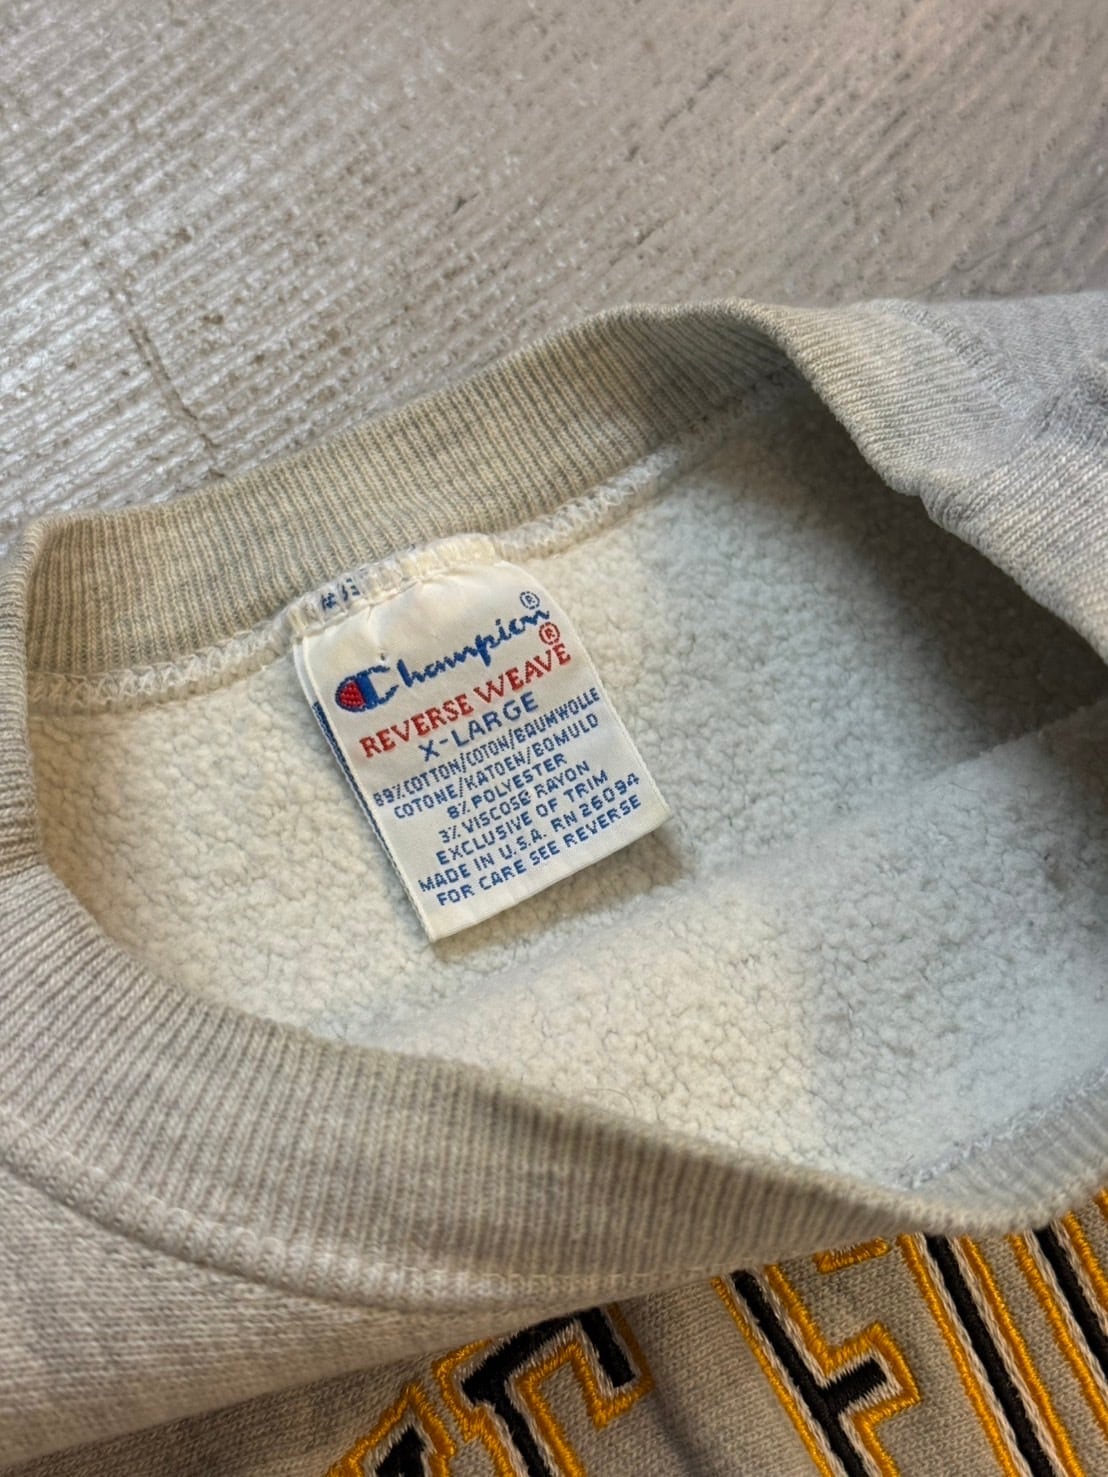 Champion®
REVERSE WEAVE®
X-LARGE
89% COTTON/COTON/BAUMWOLLE
COTONE/KATOEN/BOMULD
8% POLYESTER
3% VISCOSE RAYON
EXCLUSIVE OF TRIM
MADE IN U.S.A. RN 26094
FOR CARE SEE REVERSE